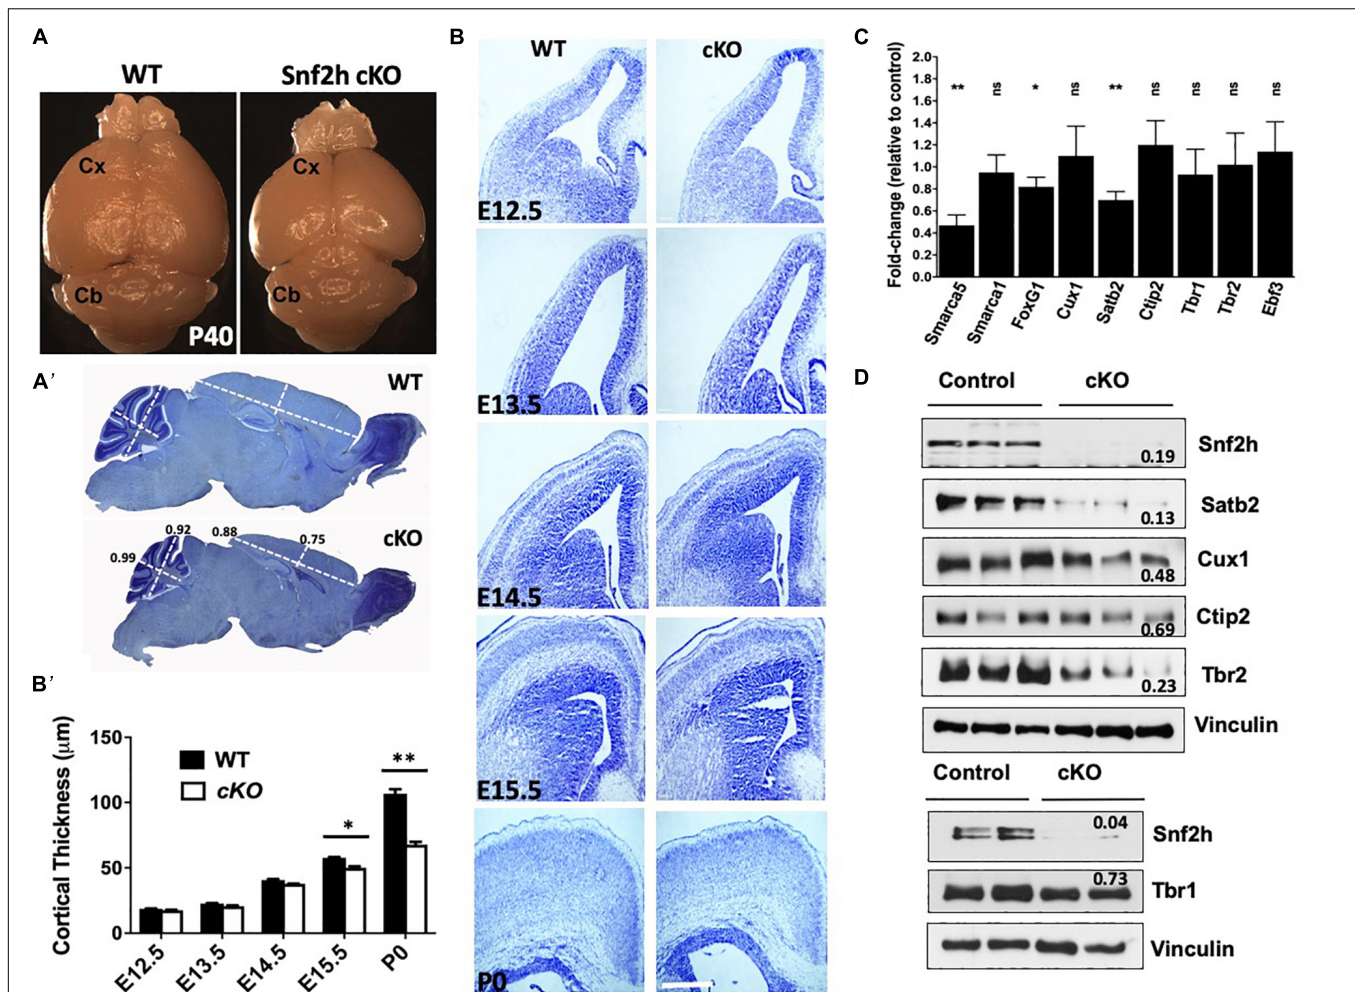 A
WT
Snf2h cKO
Cx
Cx
Cb
Cb
P40
A'
WT
cKO
0.99
0.92
0.88
0.75
B'
Cortical Thickness (μm)
150
100
50
0
WT
cKO
*
**
E12.5
E13.5
E14.5
E15.5
P0
B
WT
cKO
E12.5
E13.5
E14.5
E15.5
P0
C
Fold-change (relative to control)
2.0
1.8
1.6
1.4
1.2
1.0
0.8
0.6
0.4
0.2
0.0
** ns * ns ** ns ns ns ns
Smarca5
Smarca1
FoxG1
Cux1
Satb2
Ctip2
Tbr1
Tbr2
Ebf3
D
Control
cKO
0.19
Snf2h
0.13
Satb2
0.48
Cux1
0.69
Ctip2
0.23
Tbr2
Vinculin
Control
cKO
0.04
Snf2h
0.73
Tbr1
Vinculin